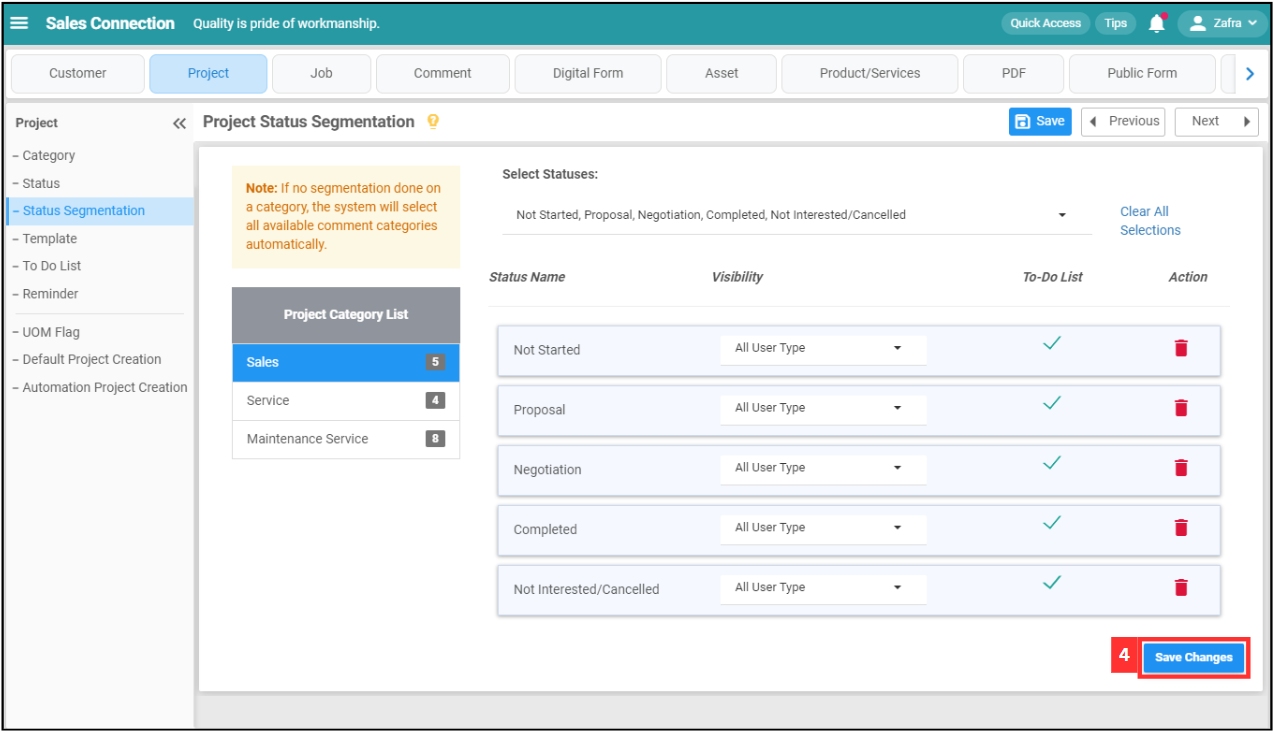 Sales Connection Quality is pride of workmanship. Quick Access Tips Zafra
Customer Project Job Comment Digital Form Asset Product/Services PDF Public Form
Project
– Category
– Status
– Status Segmentation
– Template
– To Do List
– Reminder
– UOM Flag
– Default Project Creation
– Automation Project Creation
Project Status Segmentation Save Previous Next
Note: If no segmentation done on
a category, the system will select
all available comment categories
automatically.
Project Category List
Sales 5
Service 4
Maintenance Service 8
Select Statuses:
Not Started, Proposal, Negotiation, Completed, Not Interested/Cancelled
Clear All
Selections
Status Name Visibility To-Do List Action
Not Started All User Type
Proposal All User Type
Negotiation All User Type
Completed All User Type
Not Interested/Cancelled All User Type
4 Save Changes